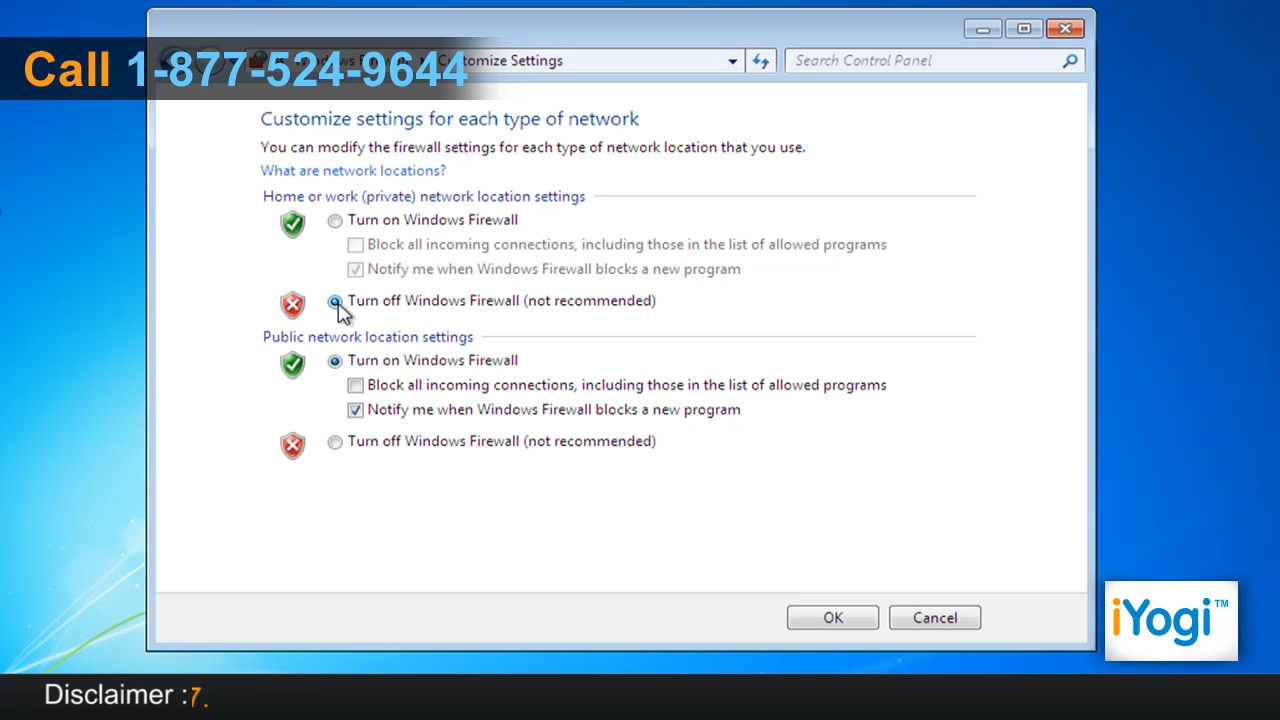 Call 1-877-524-9644
Customize Settings
Search Control Panel
Customize settings for each type of network
You can modify the firewall settings for each type of network location that you use.
What are network locations?
Home or work (private) network location settings
Turn on Windows Firewall
Block all incoming connections, including those in the list of allowed programs
Notify me when Windows Firewall blocks a new program
Turn off Windows Firewall (not recommended)
Public network location settings
Turn on Windows Firewall
Block all incoming connections, including those in the list of allowed programs
Notify me when Windows Firewall blocks a new program
Turn off Windows Firewall (not recommended)
OK
Cancel
iYogi™
Disclaimer :7.